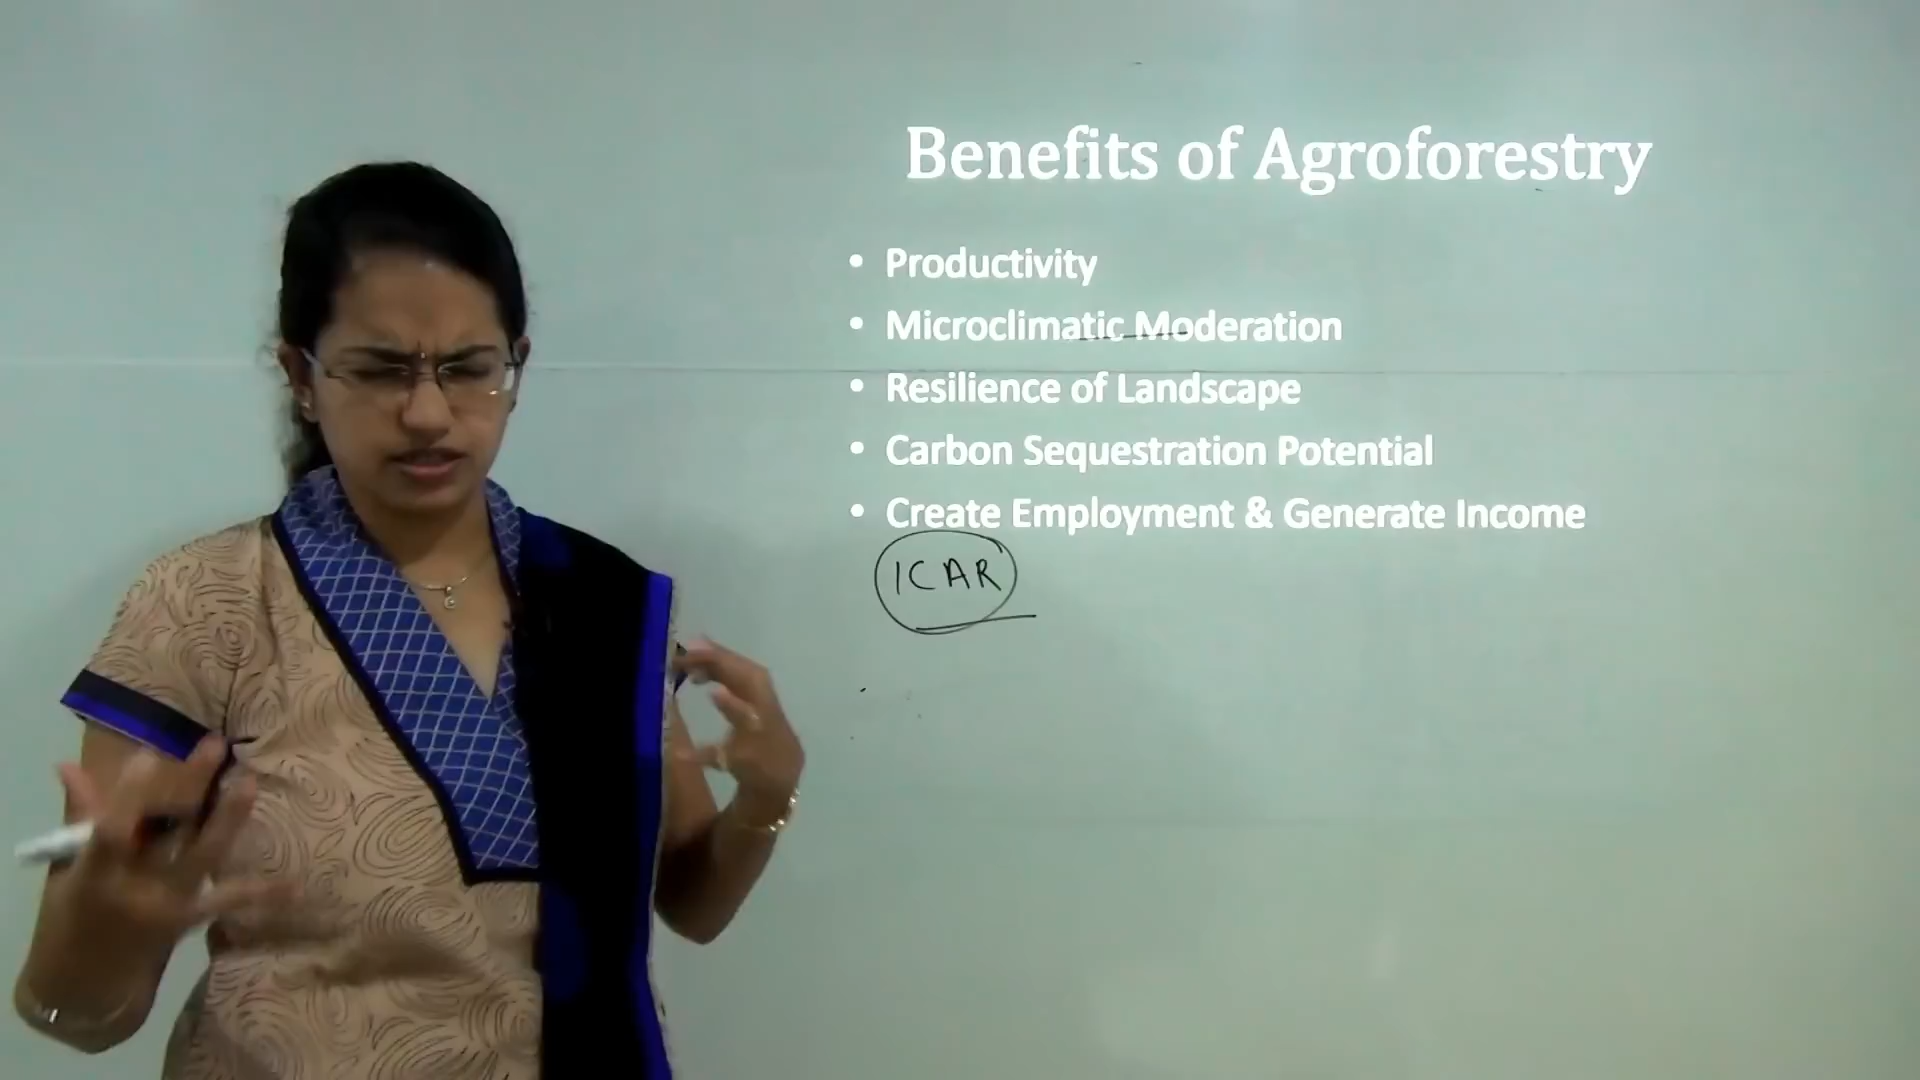 Benefits of Agroforestry
• Productivity
• Microclimatic Moderation
• Resilience of Landscape
• Carbon Sequestration Potential
• Create Employment & Generate Income
ICAR